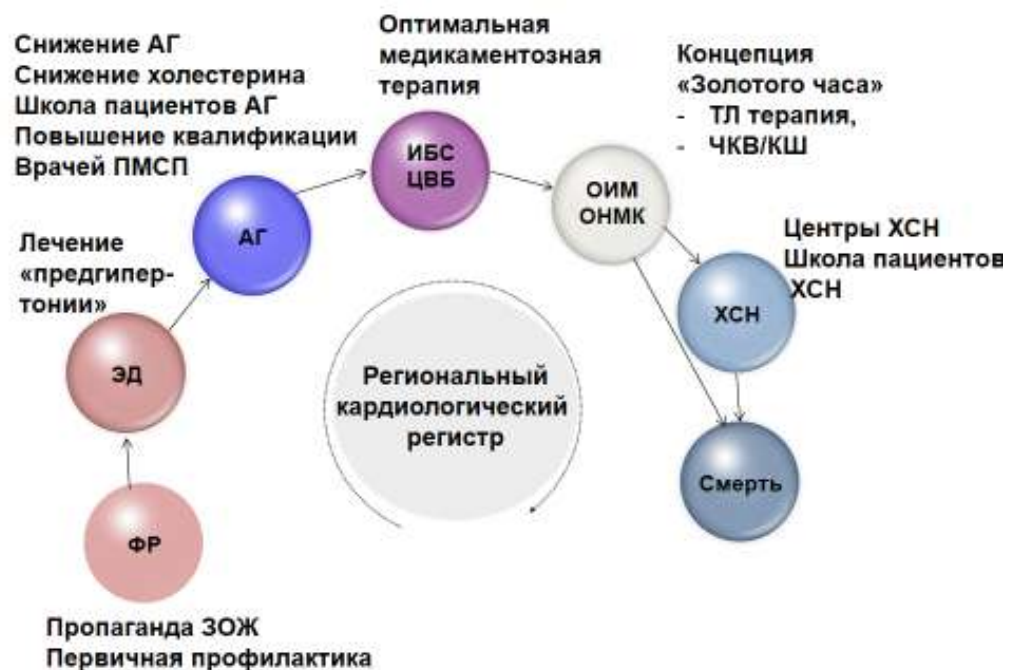 Снижение АГ
Снижение холестерина
Школа пациентов АГ
Повышение квалификации
Врачей ПМСП
Оптимальная
медикаментозная
терапия
Концепция
«Золотого часа»
- ТЛ терапия,
- ЧКВ/КШ
ИБС
ЦВБ
ОИМ
ОНМК
АГ
Лечение
«предгипер-
тонии»
Центры ХСН
Школа пациентов
ХСН
ХСН
ЭД
Региональный
кардиологический
регистр
Смерть
ФР
Пропаганда ЗОЖ
Первичная профилактика